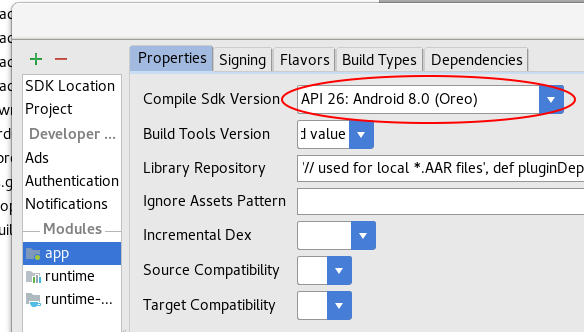 Properties
Signing
Flavors
Build Types
Dependencies
SDK Location
Project
Developer ...
Ads
Authentication
Notifications
Modules
app
runtime
runtime-...
Compile Sdk Version
API 26: Android 8.0 (Oreo)
Build Tools Version
d value
Library Repository
'// used for local *.AAR files', def pluginDep
Ignore Assets Pattern
Incremental Dex
Source Compatibility
Target Compatibility